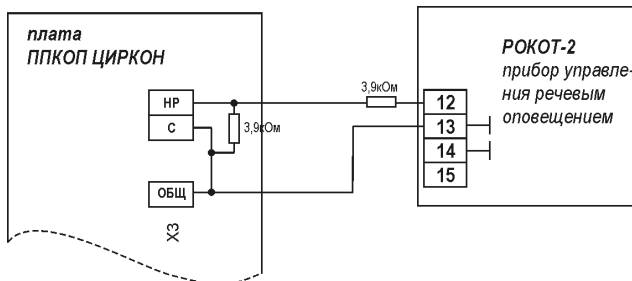 плата
ППКОП ЦИРКОН
РОКОТ-2
прибор управле-
ния речевым
оповещением
3,9кОм
НР
С
3,9кОм
ОБЩ
ХЗ
12
13
14
15